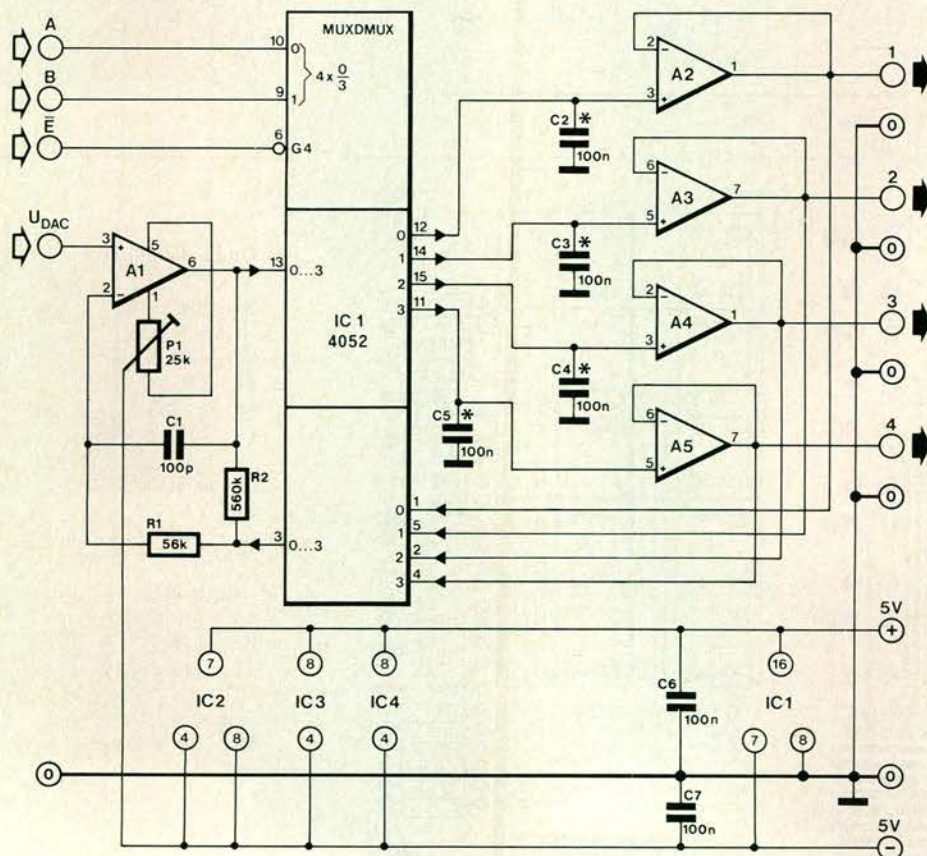 A
B
E̅
U_DAC
10
9
6
MUXDMUX
0
1
4 x 0/3
G4
3
+
5
A1
6
2
−
1
P1
25k
C1
100p
R2
560k
R1
56k
13
0...3
IC 1
4052
12
0
14
1
15
2
11
3
3
0...3
0
1
1
5
2
2
3
4
2
−
A2
1
3
+
C2
*
100n
6
−
A3
7
5
+
C3
*
100n
2
−
A4
1
3
+
C4
*
100n
6
−
A5
7
5
+
C5
*
100n
1
0
2
0
3
0
4
0
5V
+
7
8
8
16
IC2
IC3
IC4
C6
100n
IC1
4
8
4
4
7
8
0
0
C7
100n
5V
−